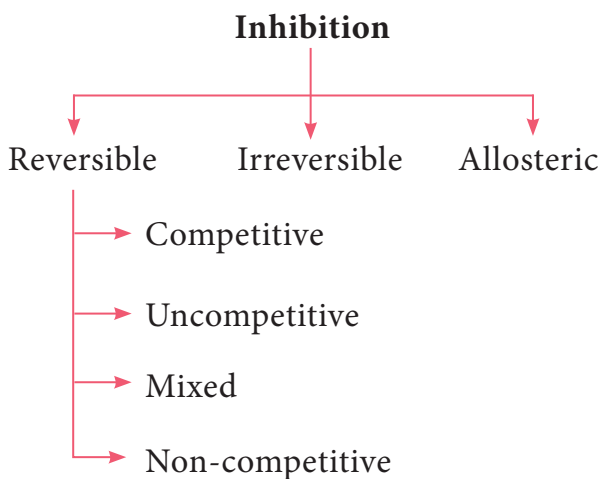 Inhibition
Reversible Irreversible Allosteric
Competitive
Uncompetitive
Mixed
Non-competitive